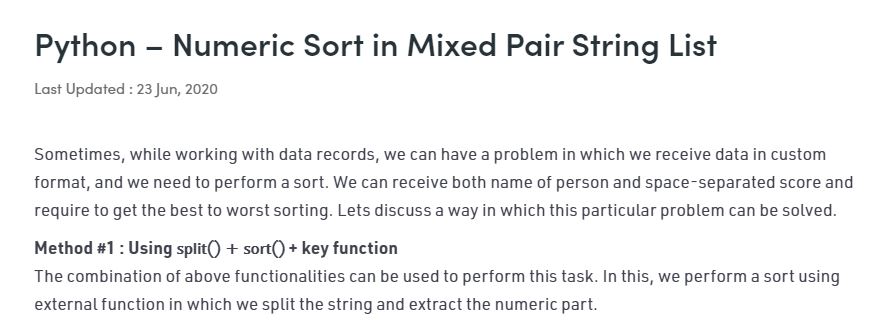 Python – Numeric Sort in Mixed Pair String List
Last Updated : 23 Jun, 2020
Sometimes, while working with data records, we can have a problem in which we receive data in custom
format, and we need to perform a sort. We can receive both name of person and space-separated score and
require to get the best to worst sorting. Lets discuss a way in which this particular problem can be solved.
Method #1 : Using split() + sort() + key function
The combination of above functionalities can be used to perform this task. In this, we perform a sort using
external function in which we split the string and extract the numeric part.